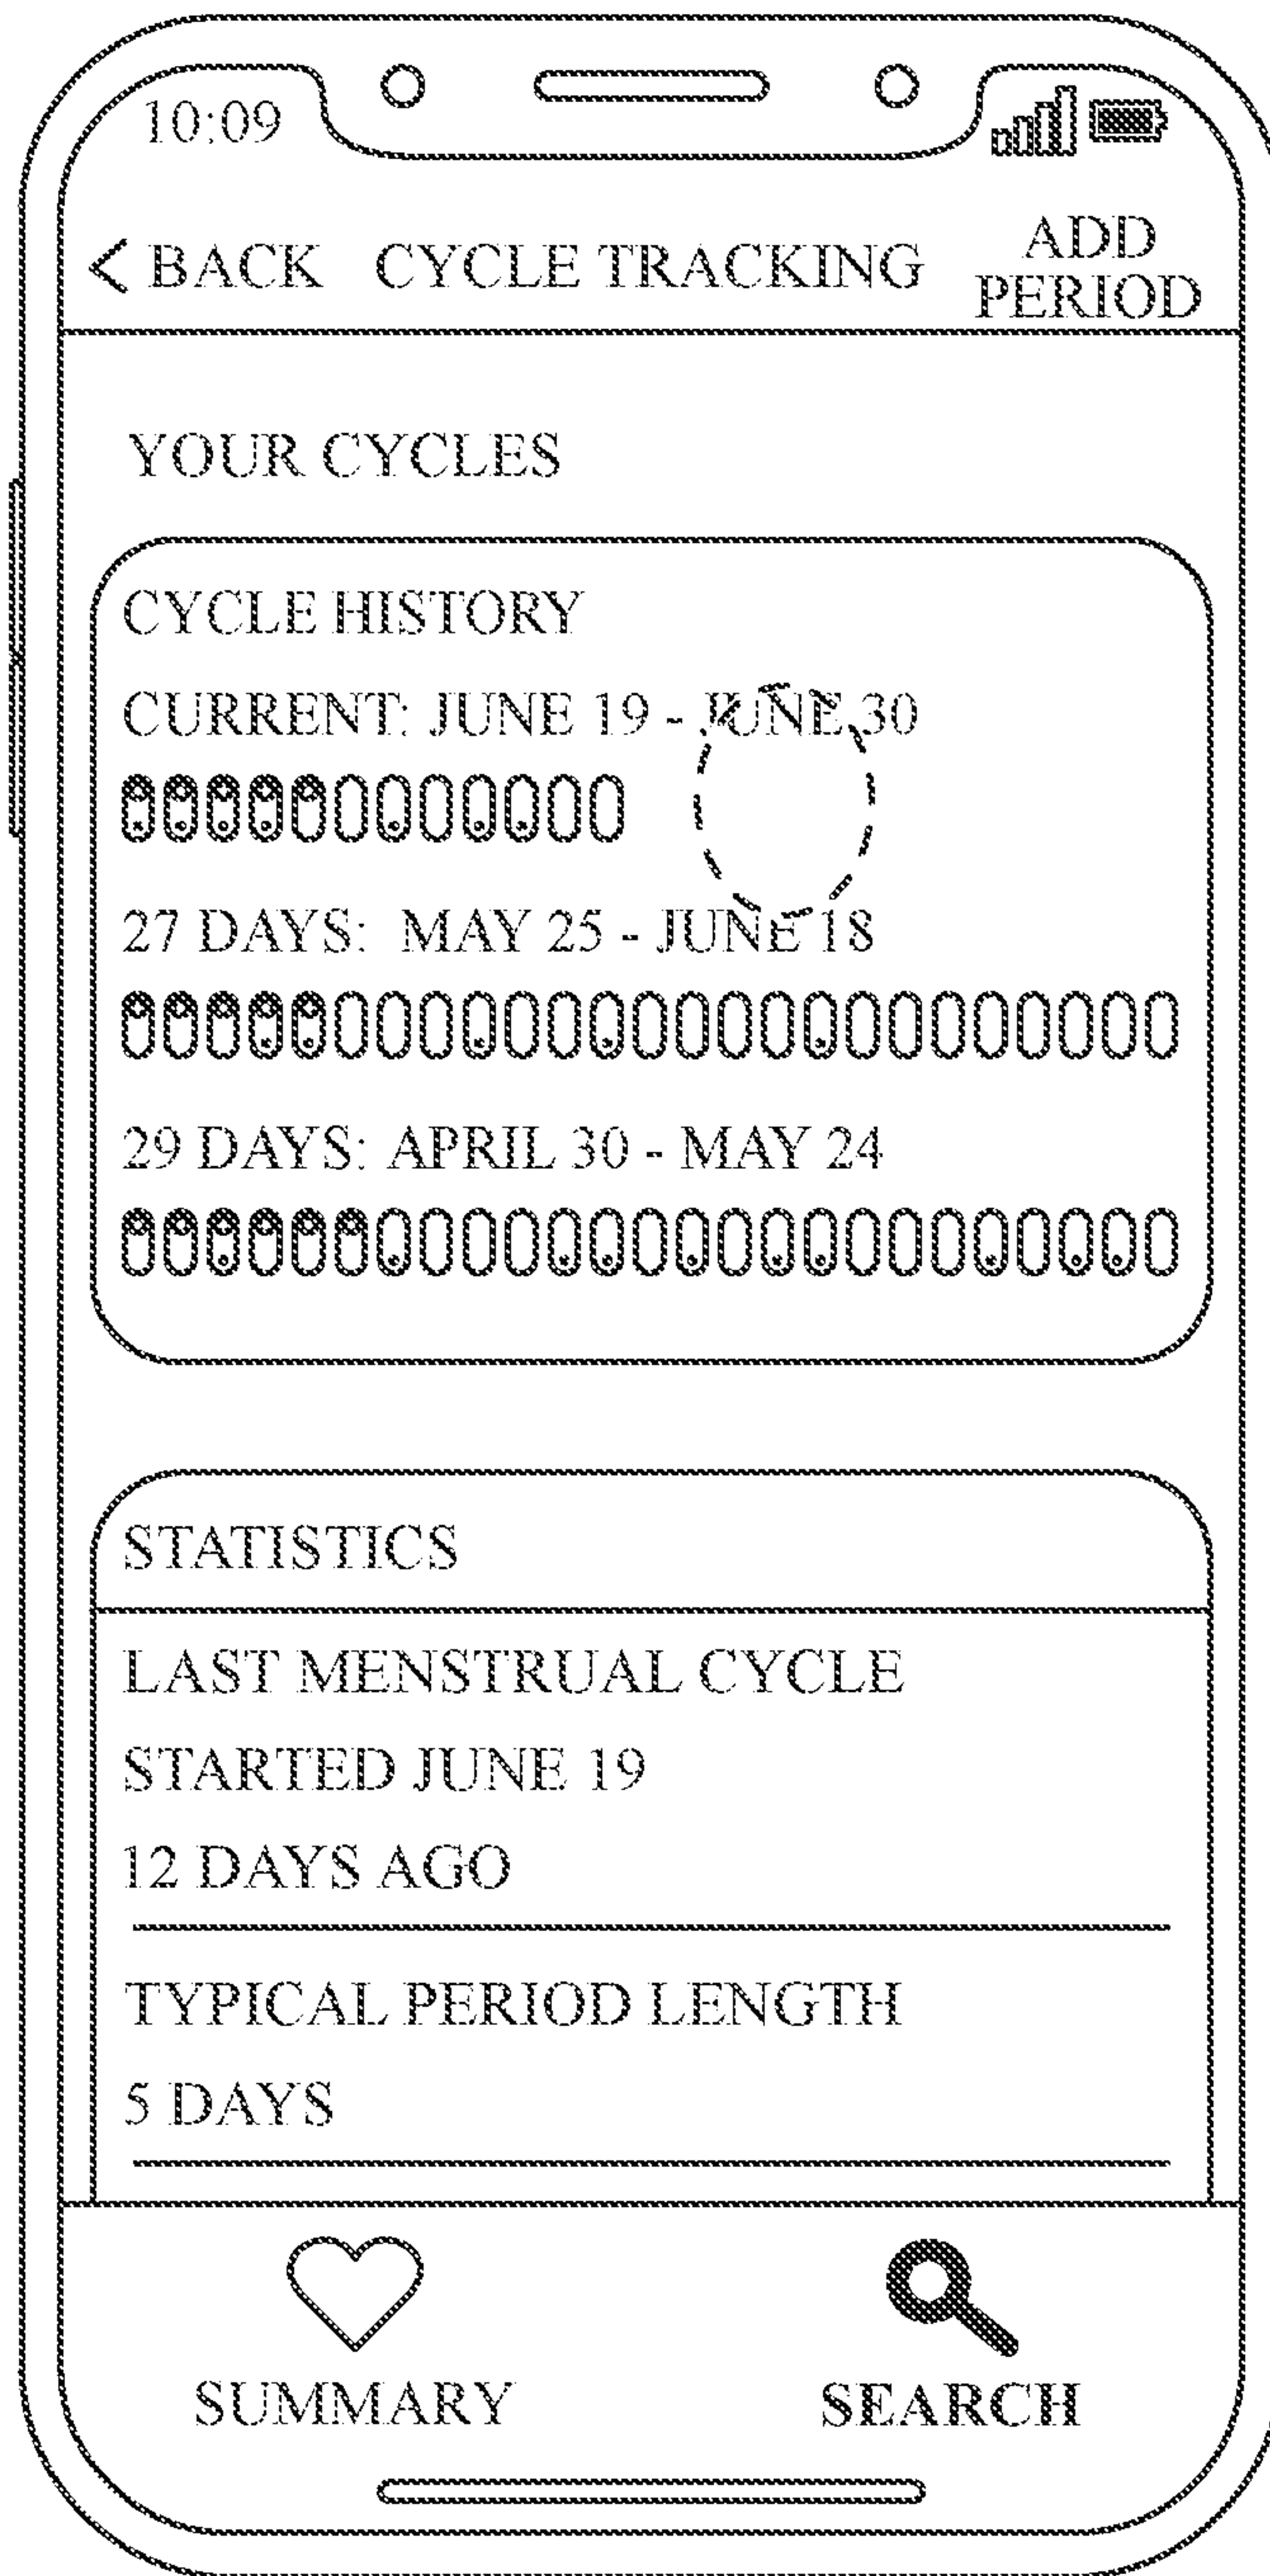 10:09
< BACK CYCLE TRACKING ADD PERIOD
YOUR CYCLES
CYCLE HISTORY
CURRENT: JUNE 19 - JUNE 30
27 DAYS: MAY 25 - JUNE 18
29 DAYS: APRIL 30 - MAY 24
STATISTICS
LAST MENSTRUAL CYCLE
STARTED JUNE 19
12 DAYS AGO
TYPICAL PERIOD LENGTH
5 DAYS
SUMMARY SEARCH